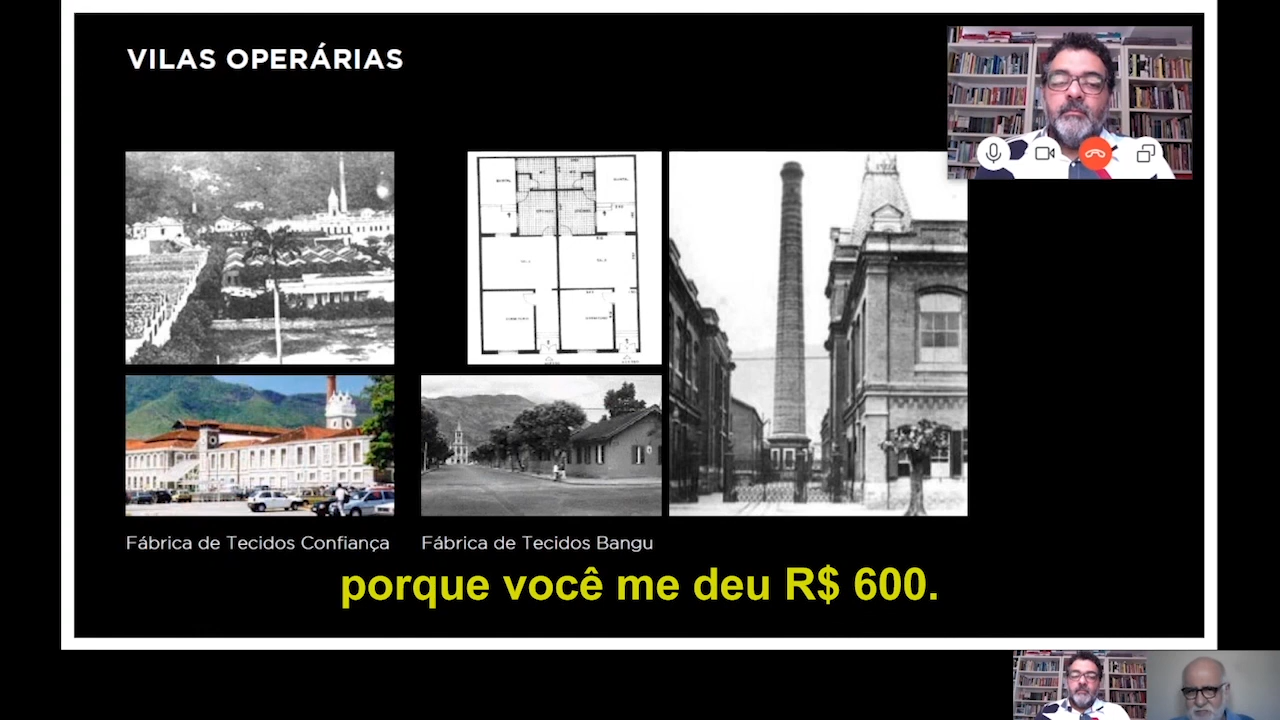 VILAS OPERÁRIAS
Fábrica de Tecidos Confiança
Fábrica de Tecidos Bangu
porque você me deu R$ 600.